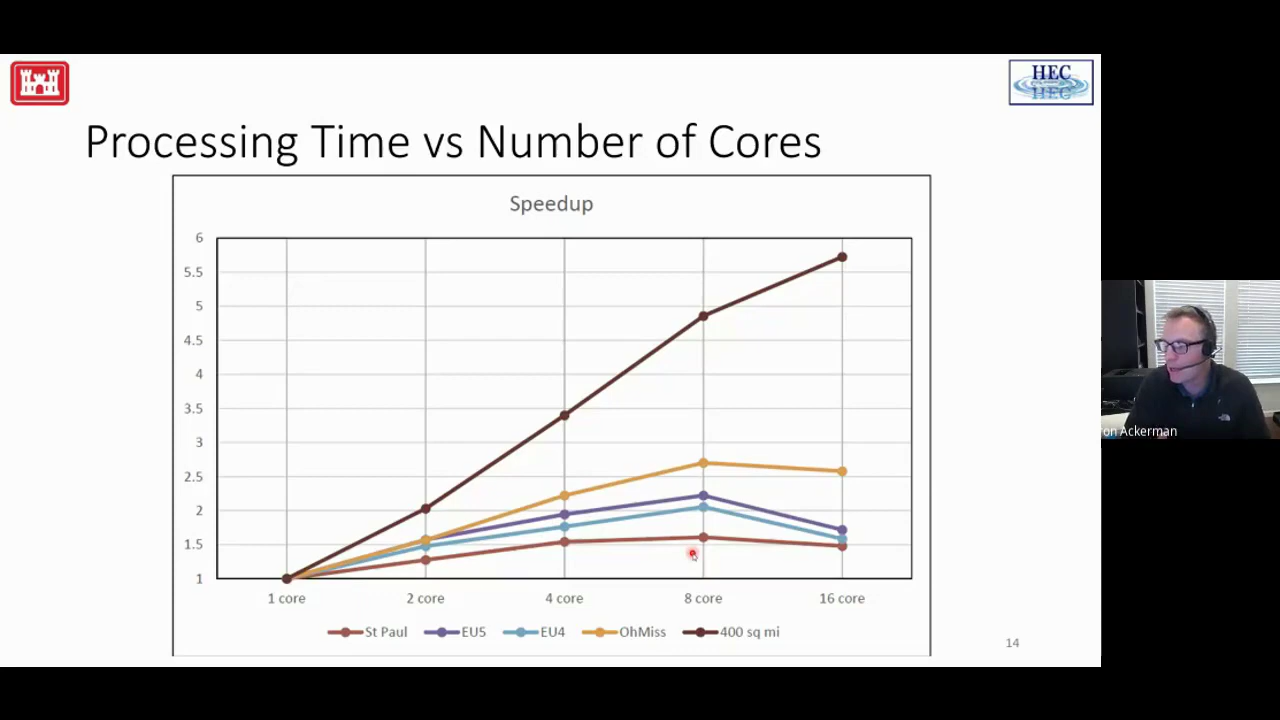 HEC
HEC
Processing Time vs Number of Cores
Speedup
6
5.5
5
4.5
4
3.5
3
2.5
2
1.5
1
1 core 2 core 4 core 8 core 16 core
St Paul EU5 EU4 OhMiss 400 sq mi
14
Ackerman